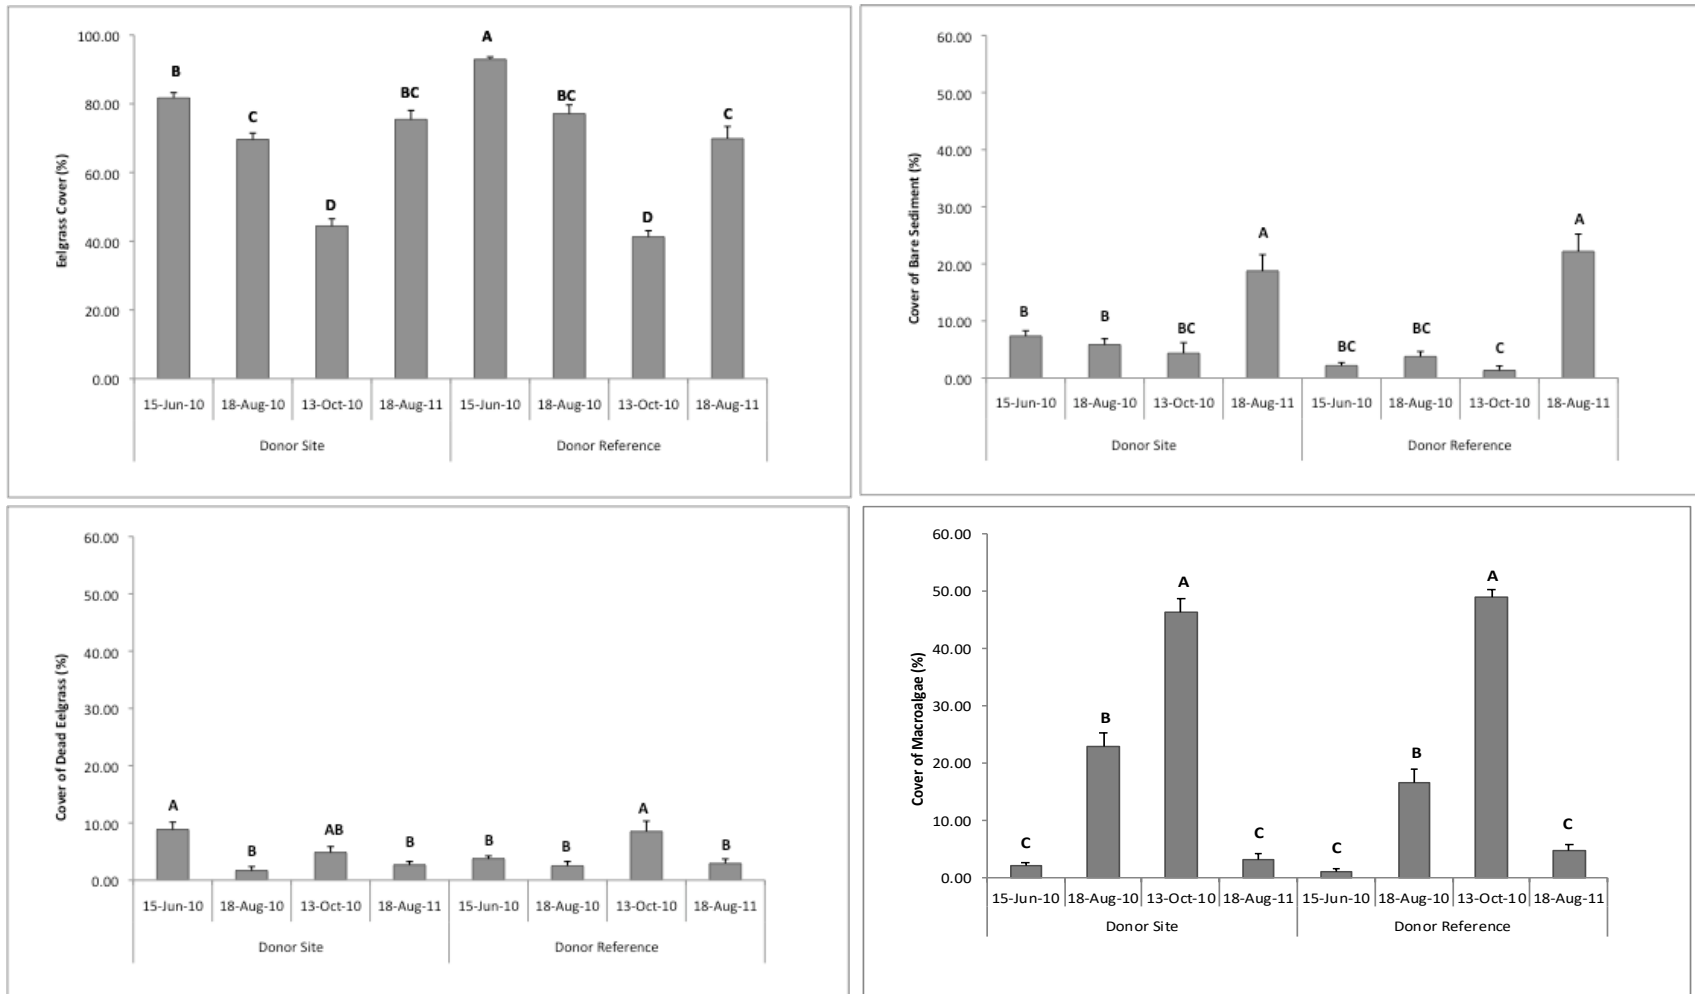 Eelgrass Cover (%)
100.00
80.00
60.00
40.00
20.00
0.00
B
C
D
BC
A
BC
D
C
15-Jun-10 18-Aug-10 13-Oct-10 18-Aug-11 15-Jun-10 18-Aug-10 13-Oct-10 18-Aug-11
Donor Site Donor Reference
Cover of Bare Sediment (%)
60.00
50.00
40.00
30.00
20.00
10.00
0.00
B
B
BC
A
BC
BC
C
A
15-Jun-10 18-Aug-10 13-Oct-10 18-Aug-11 15-Jun-10 18-Aug-10 13-Oct-10 18-Aug-11
Donor Site Donor Reference
Cover of Dead Eelgrass (%)
60.00
50.00
40.00
30.00
20.00
10.00
0.00
A
B
AB
B
B
B
A
B
15-Jun-10 18-Aug-10 13-Oct-10 18-Aug-11 15-Jun-10 18-Aug-10 13-Oct-10 18-Aug-11
Donor Site Donor Reference
Cover of Macroalgae (%)
60.00
50.00
40.00
30.00
20.00
10.00
0.00
C
B
A
C
C
B
A
C
15-Jun-10 18-Aug-10 13-Oct-10 18-Aug-11 15-Jun-10 18-Aug-10 13-Oct-10 18-Aug-11
Donor Site Donor Reference